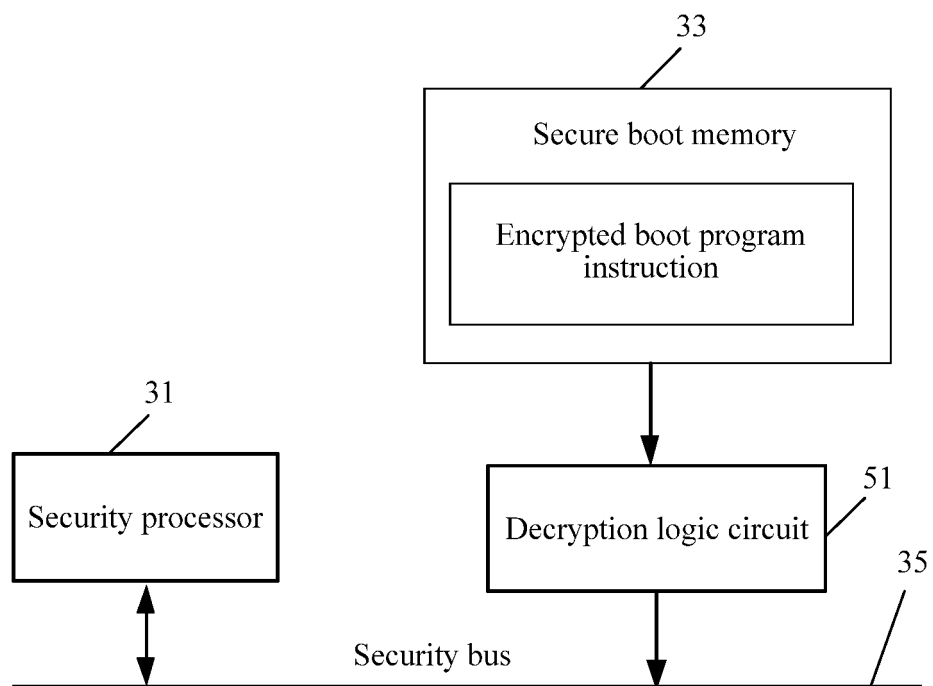 33
Secure boot memory
Encrypted boot program
instruction
31
Security processor
51
Decryption logic circuit
35
Security bus